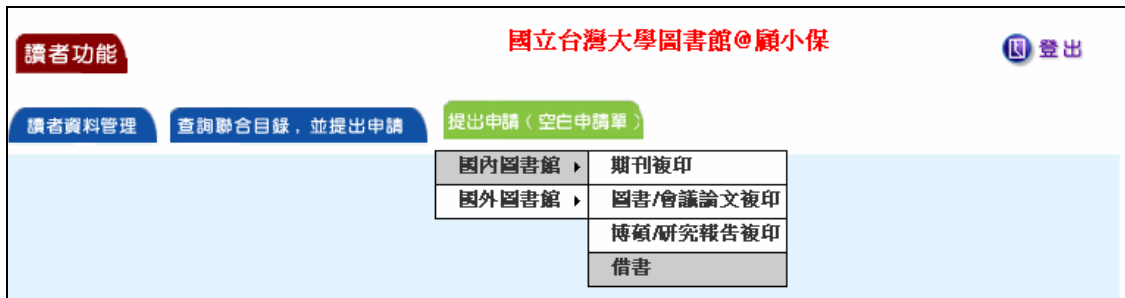 讀者功能
國立台灣大學圖書館@顧小保
登出
讀者資料管理
查詢聯合目錄,並提出申請
提出申請(空白申請單)
國內圖書館
期刊複印
國外圖書館
圖書/會議論文複印
博碩/研究報告複印
借書